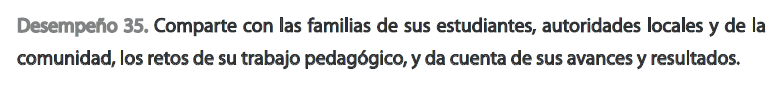 Desempeño 35. Comparte con las familias de sus estudiantes, autoridades locales y de la
comunidad, los retos de su trabajo pedagógico, y da cuenta de sus avances y resultados.